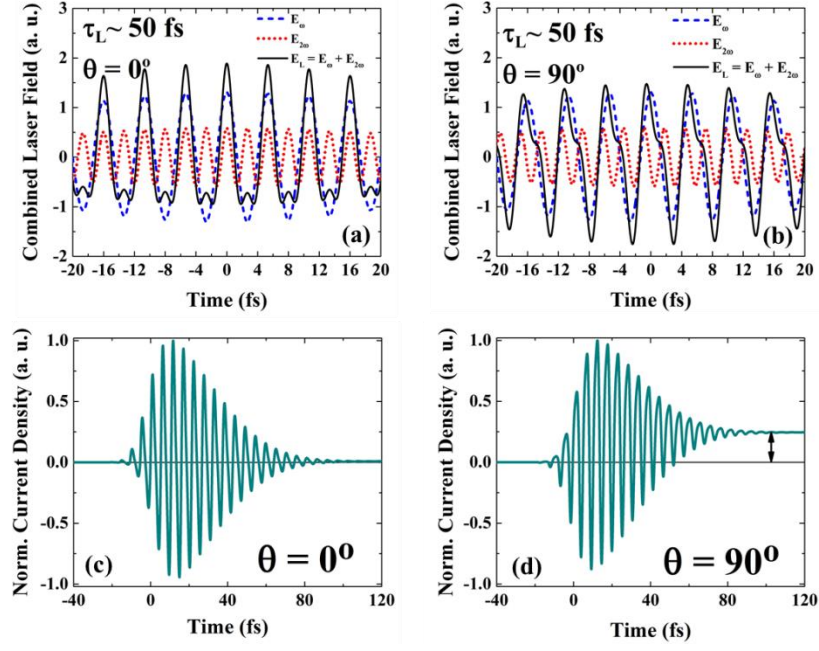 3
2
1
0
-1
-2
Combined Laser Field (a. u.)
τL~ 50 fs
θ = 0º
Eω
E2ω
EL = Eω + E2ω
(a)
-20 -16 -12 -8 -4 0 4 8 12 16 20
Time (fs)
3
2
1
0
-1
-2
Combined Laser Field (a. u.)
τL~ 50 fs
θ = 90º
Eω
E2ω
EL = Eω + E2ω
(b)
-20 -16 -12 -8 -4 0 4 8 12 16 20
Time (fs)
1.0
0.5
0.0
-0.5
-1.0
Norm. Current Density (a. u.)
(c)
θ = 0º
-40 0 40 80 120
Time (fs)
1.0
0.5
0.0
-0.5
-1.0
Norm. Current Density (a. u.)
(d)
θ = 90º
-40 0 40 80 120
Time (fs)